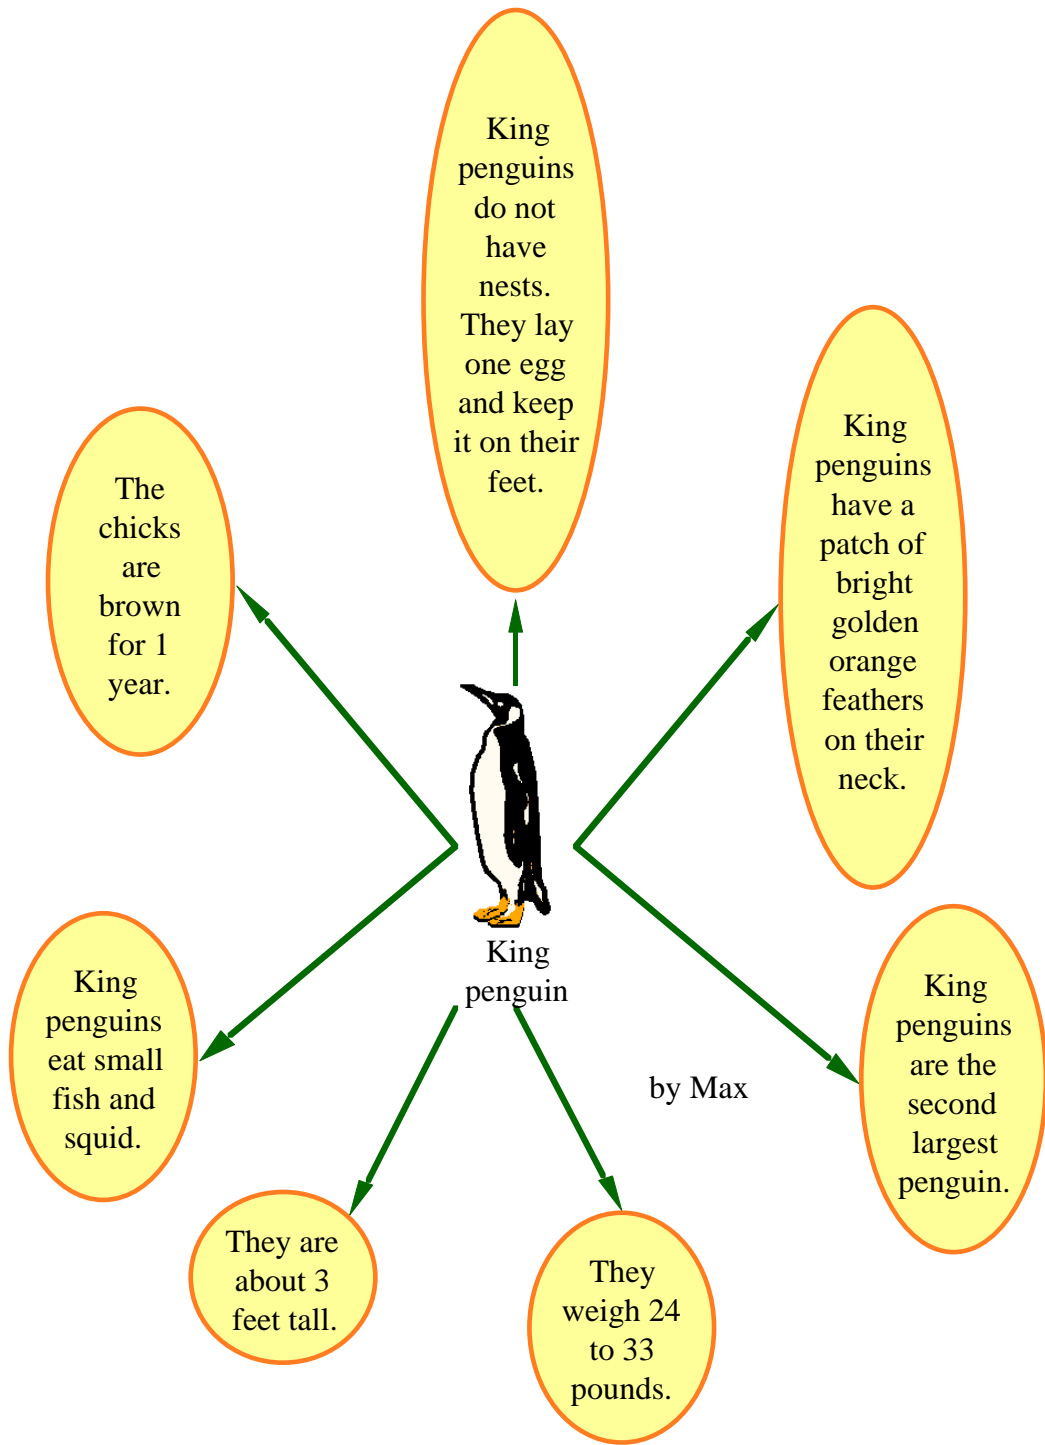 King
penguins
do not
have
nests.
They lay
one egg
and keep
it on their
feet.
King
penguins
have a
patch of
bright
golden
orange
feathers
on their
neck.
The
chicks
are
brown
for 1
year.
King
penguin
King
penguins
eat small
fish and
squid.
King
penguins
are the
second
largest
penguin.
by Max
They are
about 3
feet tall.
They
weigh 24
to 33
pounds.